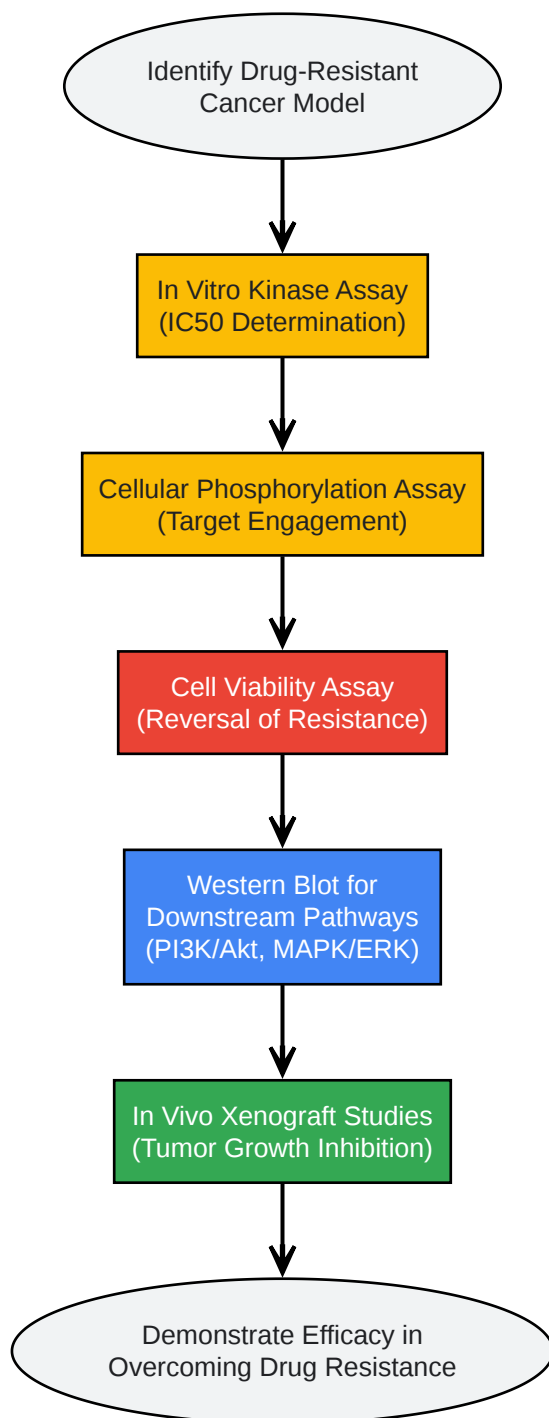 Identify Drug-Resistant
Cancer Model
In Vitro Kinase Assay
(IC50 Determination)
Cellular Phosphorylation Assay
(Target Engagement)
Cell Viability Assay
(Reversal of Resistance)
Western Blot for
Downstream Pathways
(PI3K/Akt, MAPK/ERK)
In Vivo Xenograft Studies
(Tumor Growth Inhibition)
Demonstrate Efficacy in
Overcoming Drug Resistance